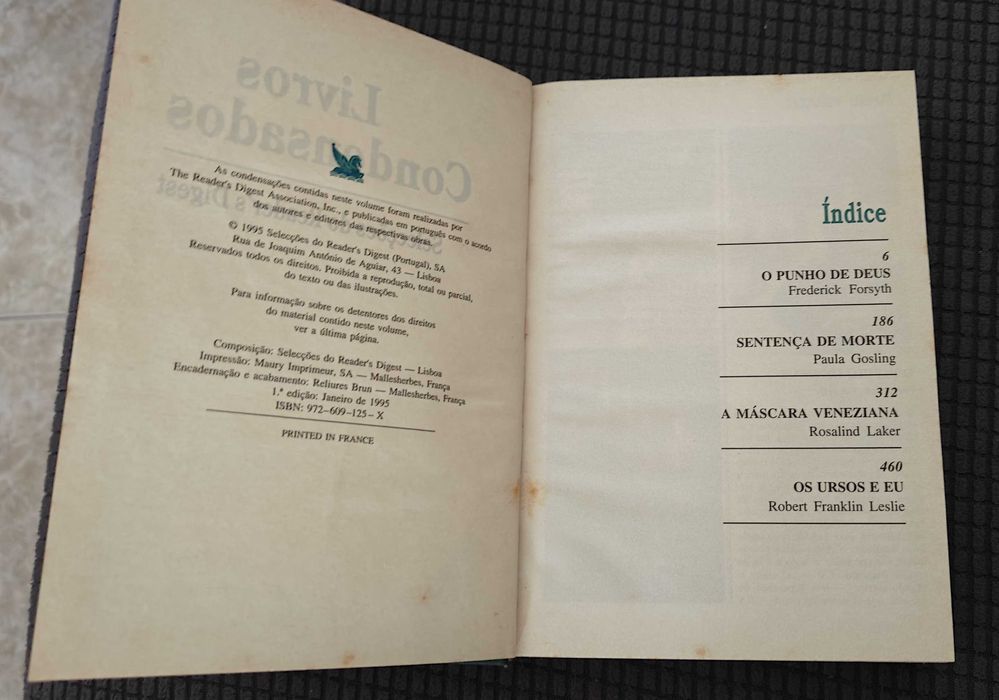 Livros
Condensados
Selecções do Reader's Digest
As condensações contidas neste volume foram realizadas por
The Reader's Digest Association, Inc., e publicadas em português com o acordo
dos autores e editores das respectivas obras.
© 1995 Selecções do Reader's Digest (Portugal), SA
Rua de Joaquim António de Aguiar, 43 — Lisboa
Reservados todos os direitos. Proibida a reprodução, total ou parcial,
do texto ou das ilustrações.
Para informação sobre os detentores dos direitos
do material contido neste volume,
ver a última página.
Composição: Selecções do Reader's Digest — Lisboa
Impressão: Maury Imprimeur, SA — Mallesherbes, França
Encadernação e acabamento: Reliures Brun — Mallesherbes, França
1.ª edição: Janeiro de 1995
ISBN: 972–609–125–X
PRINTED IN FRANCE
Índice
6
O PUNHO DE DEUS
Frederick Forsyth
186
SENTENÇA DE MORTE
Paula Gosling
312
A MÁSCARA VENEZIANA
Rosalind Laker
460
OS URSOS E EU
Robert Franklin Leslie